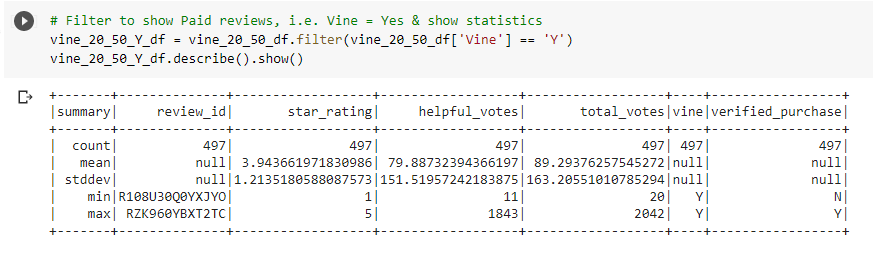 # Filter to show Paid reviews, i.e. Vine = Yes & show statistics
vine_20_50_Y_df = vine_20_50_df.filter(vine_20_50_df['Vine'] == 'Y')
vine_20_50_Y_df.describe().show()
+-------+--------------+------------------+------------------+------------------+----+-----------------+
|summary|     review_id|       star_rating|     helpful_votes|       total_votes|vine|verified_purchase|
+-------+--------------+------------------+------------------+------------------+----+-----------------+
|  count|           497|               497|               497|               497| 497|              497|
|   mean|          null| 3.943661971830986| 79.88732394366197| 89.29376257545272|null|             null|
| stddev|          null|1.2135180588087573|151.51957242183875|163.20551010785294|null|             null|
|    min|R108U30Q0YXJYO|                 1|                11|                20|   Y|                N|
|    max| RZK960YBXT2TC|                 5|              1843|              2042|   Y|                Y|
+-------+--------------+------------------+------------------+------------------+----+-----------------+